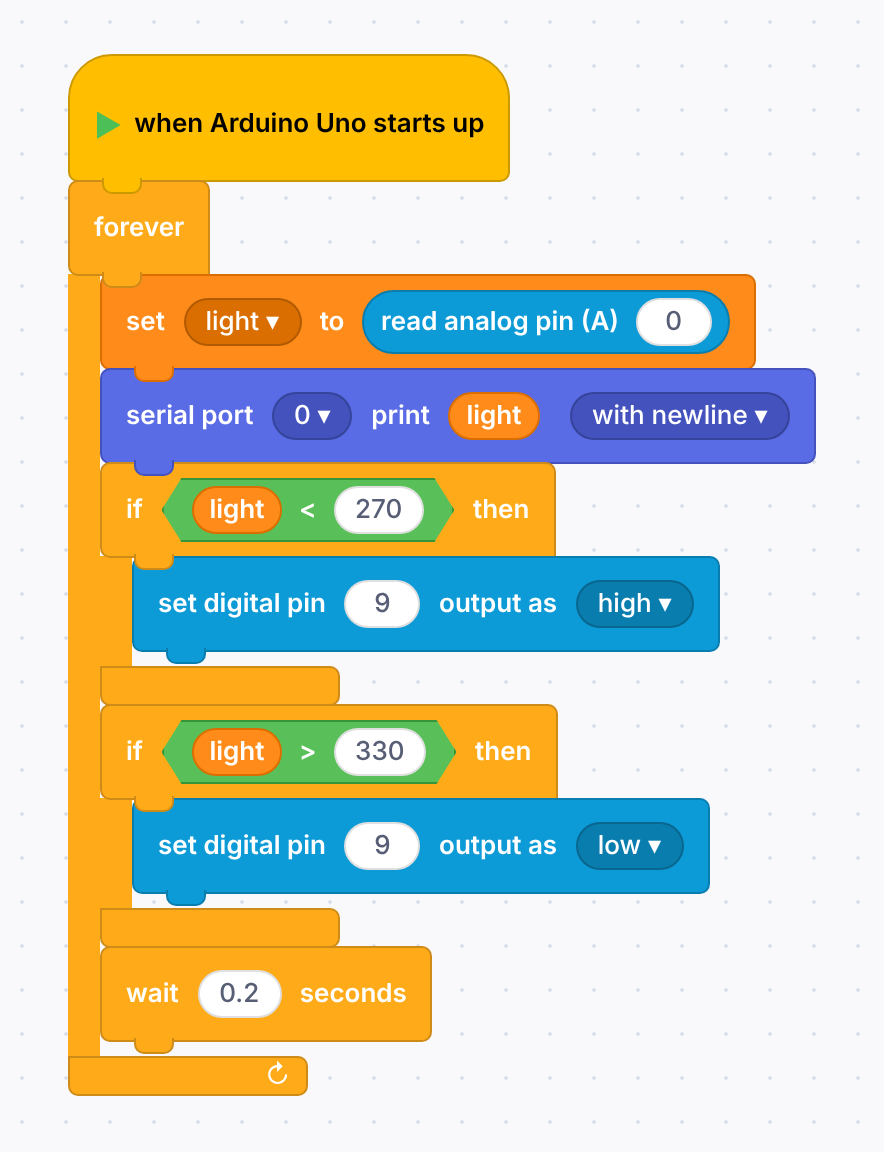 when Arduino Uno starts up
forever
set light ▾ to read analog pin (A) 0
serial port 0 ▾ print light with newline ▾
if light < 270 then
set digital pin 9 output as high ▾
if light > 330 then
set digital pin 9 output as low ▾
wait 0.2 seconds